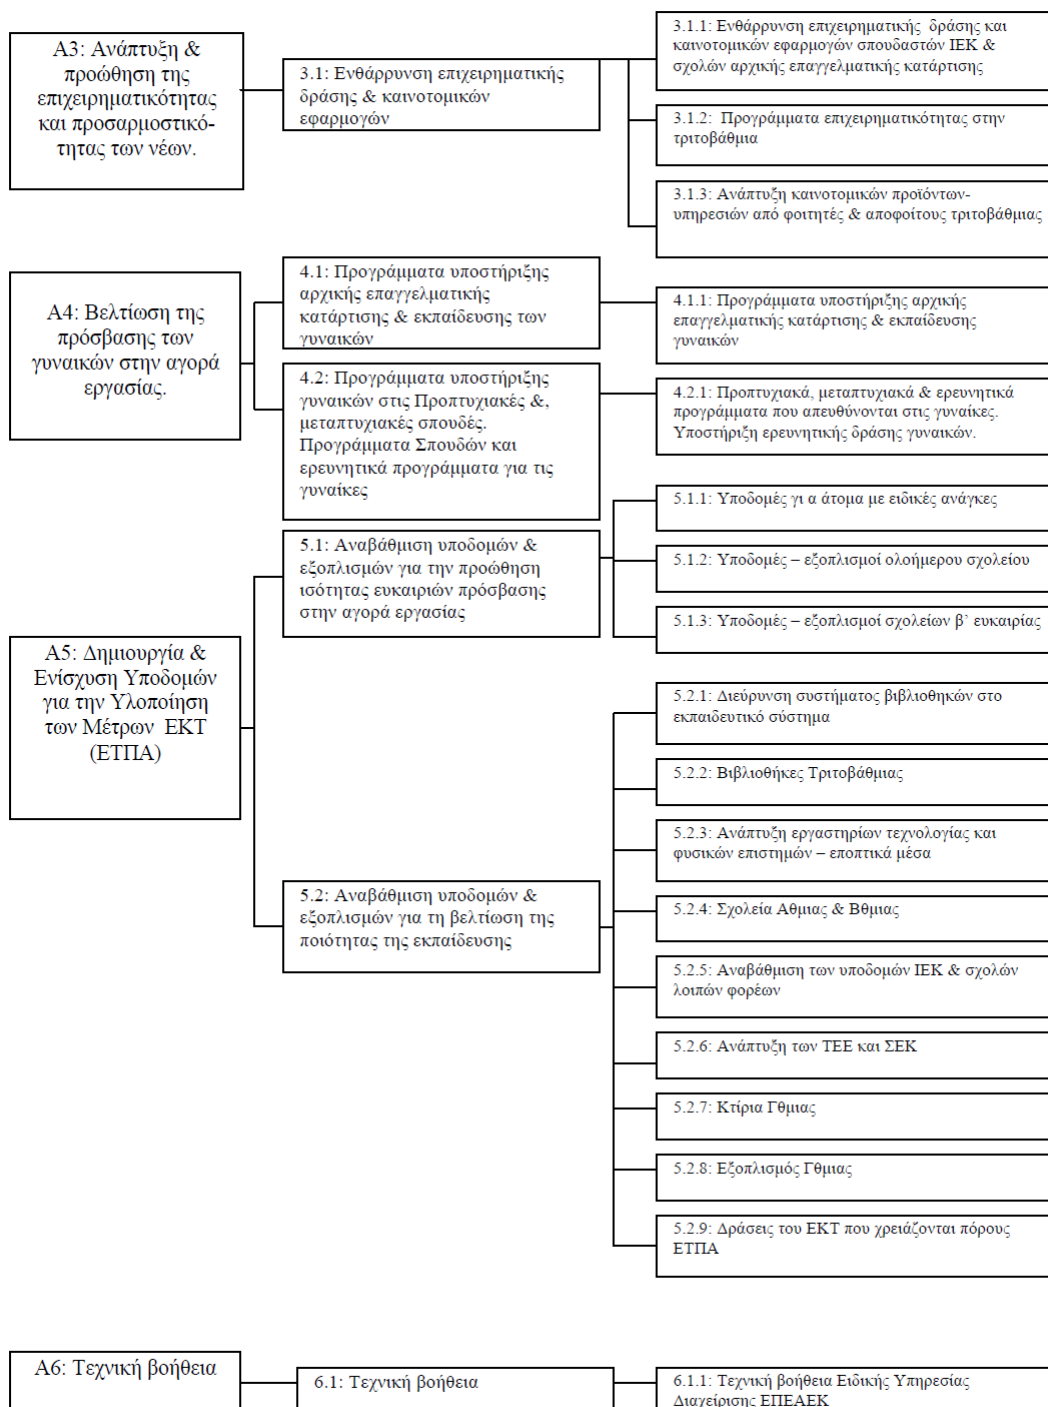 Α3: Ανάπτυξη &
προώθηση της
επιχειρηματικότητας
και προσαρμοστικό-
τητας των νέων.
3.1: Ενθάρρυνση επιχειρηματικής
δράσης & καινοτομικών
εφαρμογών
3.1.1: Ενθάρρυνση επιχειρηματικής δράσης και
καινοτομικών εφαρμογών σπουδαστών ΙΕΚ &
σχολών αρχικής επαγγελματικής κατάρτισης
3.1.2: Προγράμματα επιχειρηματικότητας στην
τριτοβάθμια
3.1.3: Ανάπτυξη καινοτομικών προϊόντων-
υπηρεσιών από φοιτητές & αποφοίτους τριτοβάθμιας
Α4: Βελτίωση της
πρόσβασης των
γυναικών στην αγορά
εργασίας.
4.1: Προγράμματα υποστήριξης
αρχικής επαγγελματικής
κατάρτισης & εκπαίδευσης των
γυναικών
4.1.1: Προγράμματα υποστήριξης αρχικής
επαγγελματικής κατάρτισης & εκπαίδευσης
γυναικών
4.2: Προγράμματα υποστήριξης
γυναικών στις Προπτυχιακές &,
μεταπτυχιακές σπουδές.
Προγράμματα Σπουδών και
ερευνητικά προγράμματα για τις
γυναίκες
4.2.1: Προπτυχιακά, μεταπτυχιακά & ερευνητικά
προγράμματα που απευθύνονται στις γυναίκες.
Υποστήριξη ερευνητικής δράσης γυναικών.
Α5: Δημιουργία &
Ενίσχυση Υποδομών
για την Υλοποίηση
των Μέτρων ΕΚΤ
(ΕΤΠΑ)
5.1: Αναβάθμιση υποδομών &
εξοπλισμών για την προώθηση
ισότητας ευκαιριών πρόσβασης
στην αγορά εργασίας
5.1.1: Υποδομές γι α άτομα με ειδικές ανάγκες
5.1.2: Υποδομές – εξοπλισμοί ολοήμερου σχολείου
5.1.3: Υποδομές – εξοπλισμοί σχολείων β’ ευκαιρίας
5.2: Αναβάθμιση υποδομών &
εξοπλισμών για τη βελτίωση της
ποιότητας της εκπαίδευσης
5.2.1: Διεύρυνση συστήματος βιβλιοθηκών στο
εκπαιδευτικό σύστημα
5.2.2: Βιβλιοθήκες Τριτοβάθμιας
5.2.3: Ανάπτυξη εργαστηρίων τεχνολογίας και
φυσικών επιστημών – εποπτικά μέσα
5.2.4: Σχολεία Αθμιας & Βθμιας
5.2.5: Αναβάθμιση των υποδομών ΙΕΚ & σχολών
λοιπών φορέων
5.2.6: Ανάπτυξη των ΤΕΕ και ΣΕΚ
5.2.7: Κτίρια Γθμιας
5.2.8: Εξοπλισμός Γθμιας
5.2.9: Δράσεις του ΕΚΤ που χρειάζονται πόρους
ΕΤΠΑ
Α6: Τεχνική βοήθεια
6.1: Τεχνική βοήθεια
6.1.1: Τεχνική βοήθεια Ειδικής Υπηρεσίας
Διαχείρισης ΕΠΕΑΕΚ